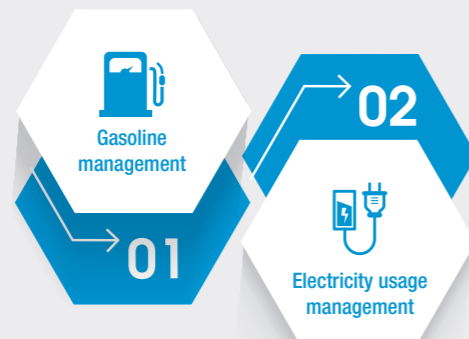 Gasoline
management
01
02
Electricity usage
management